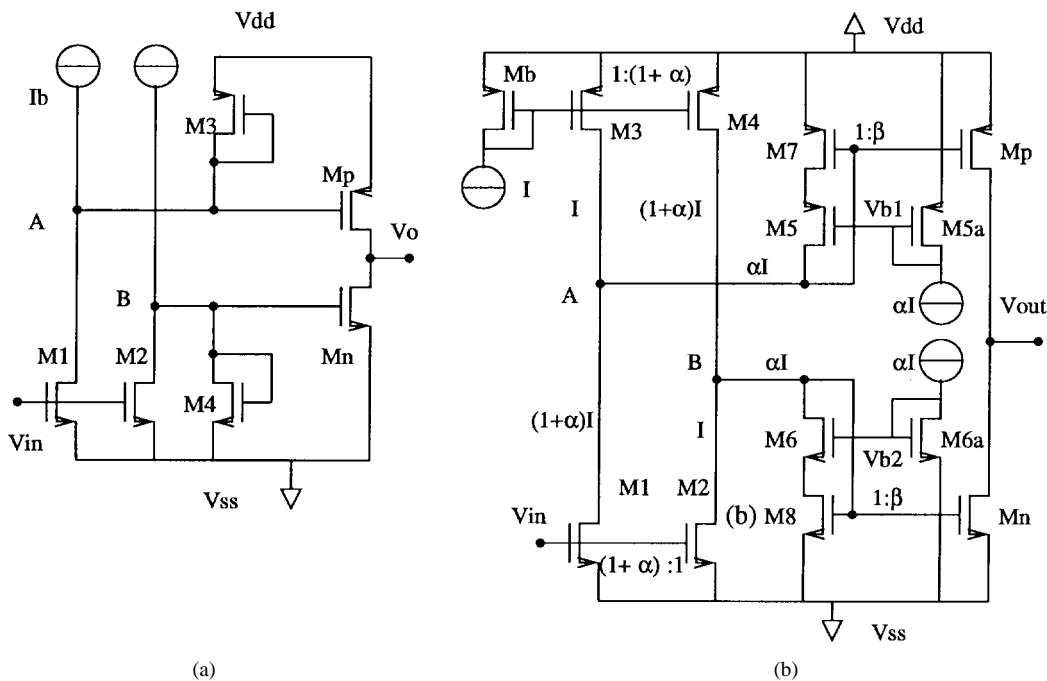 Vdd
Ib
M3
Mp
A
Vo
B
M1
M2
Mn
M4
Vin
Vss
(a)
Vdd
Mb
1:(1+ α)
M3
M4
M7
1:β
Mp
I
I
(1+α)I
M5
Vb1
M5a
αI
A
αI
Vout
B
αI
αI
(1+α)I
I
M6
Vb2
M6a
M1
M2
(b)
M8
1:β
Mn
Vin
(1+ α) :1
Vss
(b)